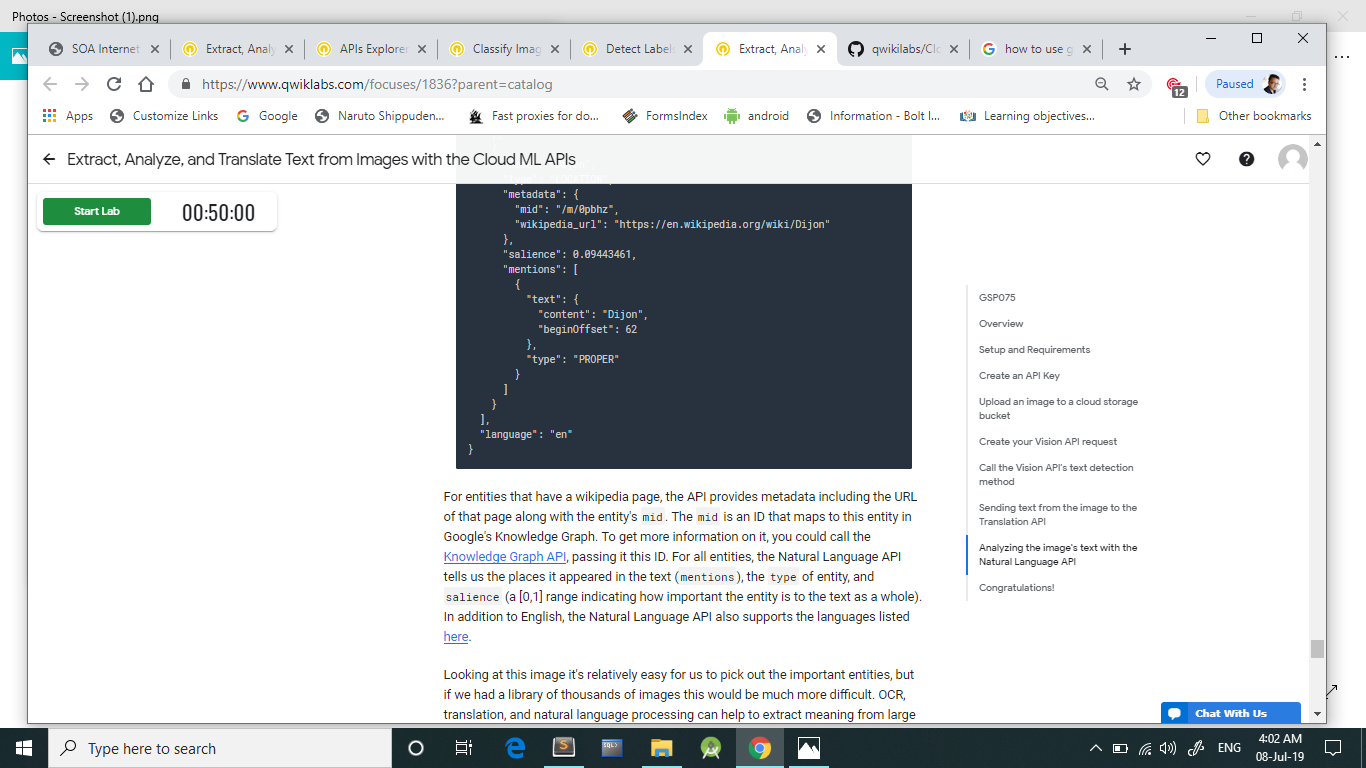 Photos - Screenshot (1).png
SOA Internet
Extract, Analy
APIs Explorer
Classify Imag
Detect Labels
Extract, Analy
qwikilabs/Clo
how to use g
https://www.qwiklabs.com/focuses/1836?parent=catalog
12
Paused
Apps
Customize Links
Google
Naruto Shippuden...
Fast proxies for do...
FormsIndex
android
Information - Bolt I...
Learning objectives...
Other bookmarks
Extract, Analyze, and Translate Text from Images with the Cloud ML APIs
Start Lab
00:50:00
"metadata": {
"mid": "/m/0pbhz",
"wikipedia_url": "https://en.wikipedia.org/wiki/Dijon"
},
"salience": 0.09443461,
"mentions": [
{
"text": {
"content": "Dijon",
"beginOffset": 62
},
"type": "PROPER"
}
]
}
],
"language": "en"
}
For entities that have a wikipedia page, the API provides metadata including the URL
of that page along with the entity's mid. The mid is an ID that maps to this entity in
Google's Knowledge Graph. To get more information on it, you could call the
Knowledge Graph API, passing it this ID. For all entities, the Natural Language API
tells us the places it appeared in the text (mentions), the type of entity, and
salience (a [0,1] range indicating how important the entity is to the text as a whole).
In addition to English, the Natural Language API also supports the languages listed
here.
Looking at this image it's relatively easy for us to pick out the important entities, but
if we had a library of thousands of images this would be much more difficult. OCR,
translation, and natural language processing can help to extract meaning from large
GSP075
Overview
Setup and Requirements
Create an API Key
Upload an image to a cloud storage
bucket
Create your Vision API request
Call the Vision API's text detection
method
Sending text from the image to the
Translation API
Analyzing the image's text with the
Natural Language API
Congratulations!
Chat With Us
Type here to search
ENG
4:02 AM
08-Jul-19